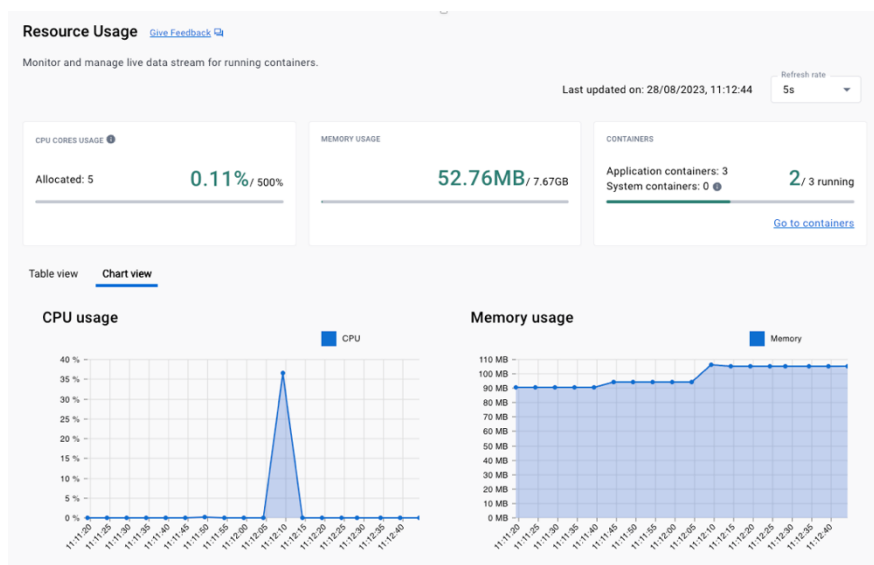 Resource Usage Give Feedback
Monitor and manage live data stream for running containers.
Last updated on: 28/08/2023, 11:12:44
Refresh rate
5s
CPU CORES USAGE
Allocated: 5
0.11%/ 500%
MEMORY USAGE
52.76MB/ 7.67GB
CONTAINERS
Application containers: 3
System containers: 0
2/ 3 running
Go to containers
Table view Chart view
CPU usage
CPU
40 %
35 %
30 %
25 %
20 %
15 %
10 %
5 %
0 %
11:11:20 11:11:25 11:11:30 11:11:35 11:11:40 11:11:45 11:11:50 11:11:55 11:12:00 11:12:05 11:12:10 11:12:15 11:12:20 11:12:25 11:12:30 11:12:35 11:12:40
Memory usage
Memory
110 MB
100 MB
90 MB
80 MB
70 MB
60 MB
50 MB
40 MB
30 MB
20 MB
10 MB
0 MB
11:11:20 11:11:25 11:11:30 11:11:35 11:11:40 11:11:45 11:11:50 11:11:55 11:12:00 11:12:05 11:12:10 11:12:15 11:12:20 11:12:25 11:12:30 11:12:35 11:12:40